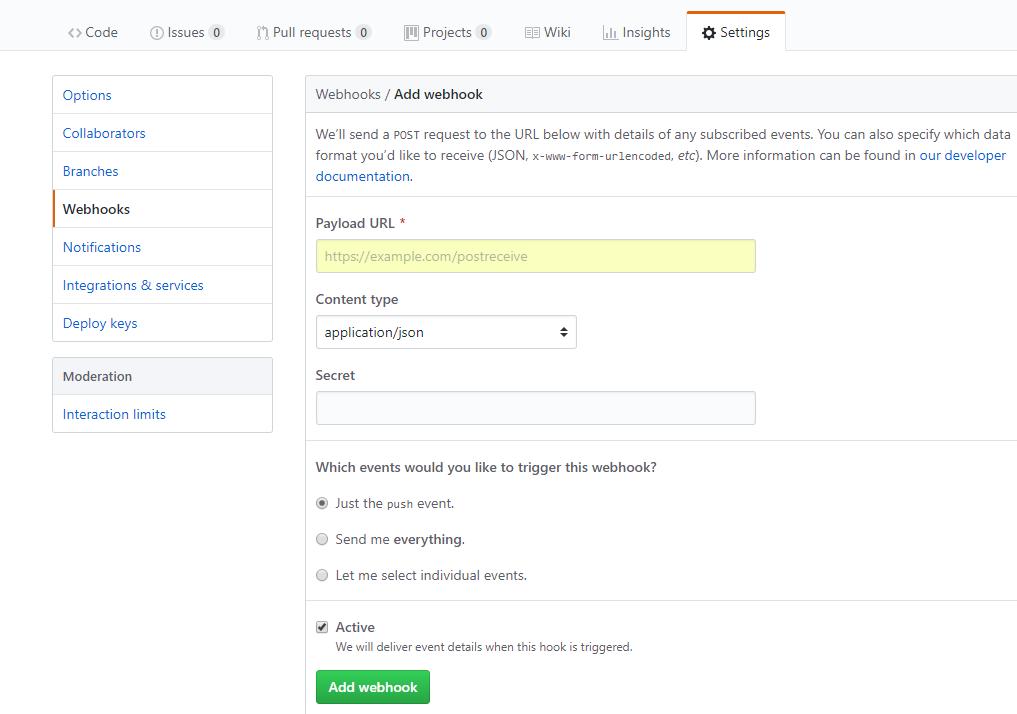 Code Issues 0 Pull requests 0 Projects 0 Wiki Insights Settings
Options
Collaborators
Branches
Webhooks
Notifications
Integrations & services
Deploy keys
Moderation
Interaction limits
Webhooks / Add webhook
We’ll send a POST request to the URL below with details of any subscribed events. You can also specify which data
format you’d like to receive (JSON, x-www-form-urlencoded, etc). More information can be found in our developer
documentation.
Payload URL *
https://example.com/postreceive
Content type
application/json
Secret
Which events would you like to trigger this webhook?
Just the push event.
Send me everything.
Let me select individual events.
Active
We will deliver event details when this hook is triggered.
Add webhook